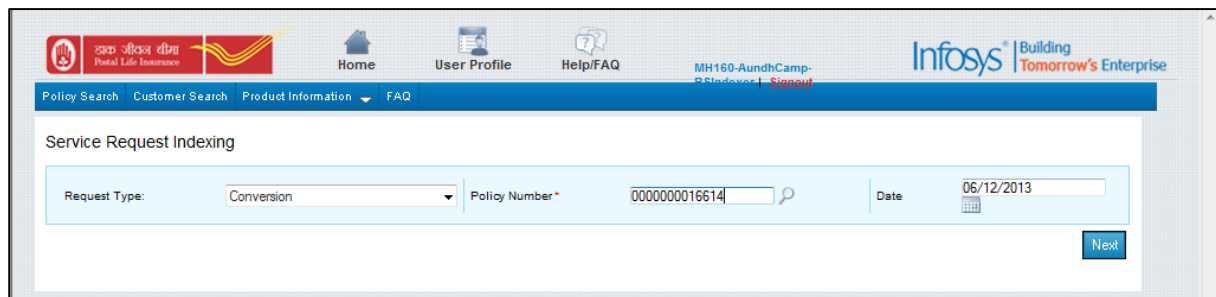 डाक जीवन बीमा
Postal Life Insurance
Home
User Profile
Help/FAQ
MH160-AundhCamp-
RSIndexer | Signout
Infosys® | Building Tomorrow's Enterprise
Policy Search Customer Search Product Information FAQ
Service Request Indexing
Request Type: Conversion Policy Number* 0000000016614 Date 06/12/2013
Next